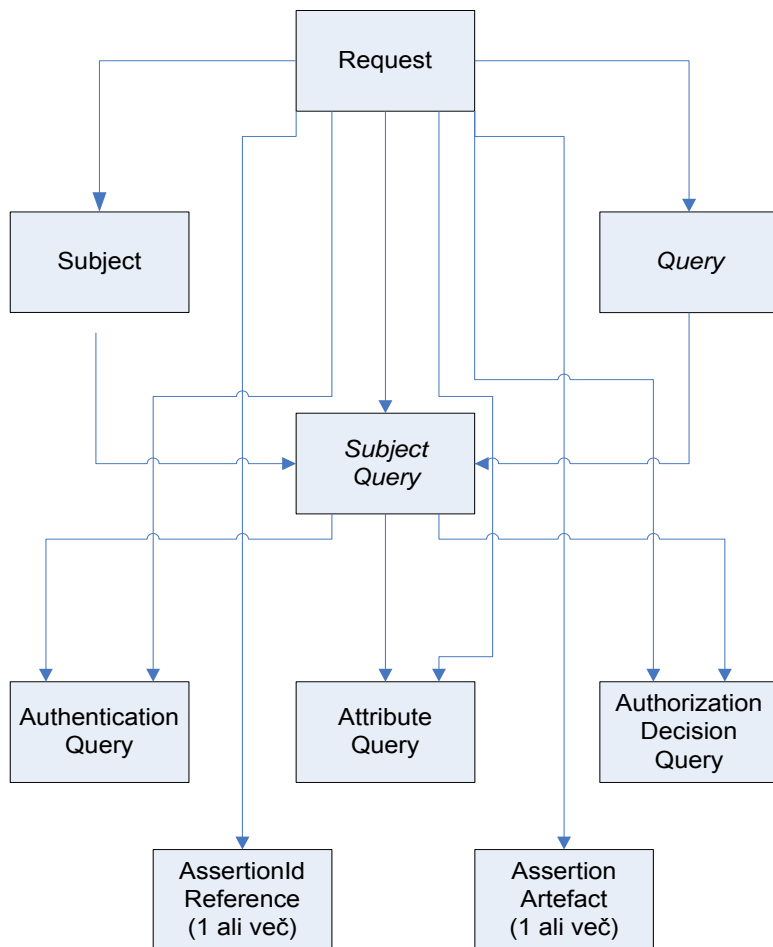 Request
Subject
Query
Subject
Query
Authentication
Query
Attribute
Query
Authorization
Decision
Query
AssertionId
Reference
(1 ali več)
Assertion
Artefact
(1 ali več)